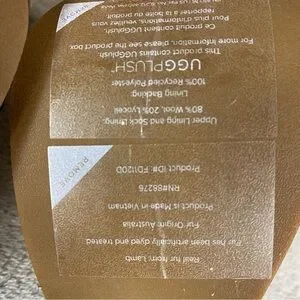 Real fur from: Lamb
Fur has been artificially dyed and treated
Fur Origin: Australia
Product is Made in Vietnam
RN#88276
Product ID#: FD1120D
REMOVE
Upper Lining and Sock Lining:
80% Wool, 20% Lyocell
Lining Backing:
100% Recycled Polyester
UGGPLUSH™
This product contains UGGplush.
For more information, please see the product box
Ce produit contient
Pour plus d'information, veuillez vous
reporter à la boîte du produit
REMOVE